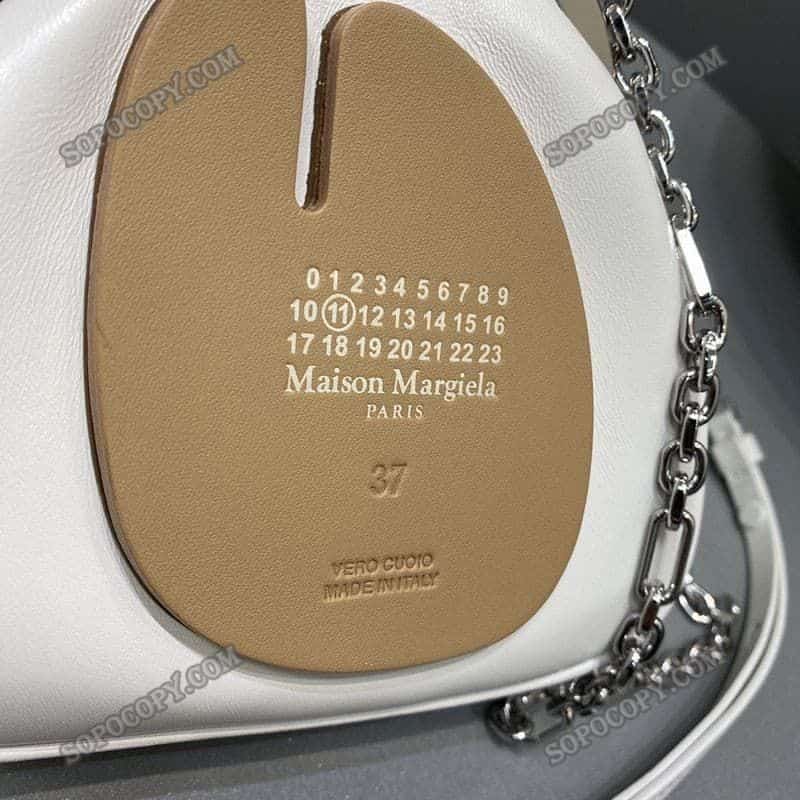 SOPOCOPY.COM
SOPOCOPY.COM
0 1 2 3 4 5 6 7 8 9
10 11 12 13 14 15 16
17 18 19 20 21 22 23
Maison Margiela
PARIS
37
VERO CUOIO
MADE IN ITALY
SOPOCOPY.COM
SOPOCOPY.COM